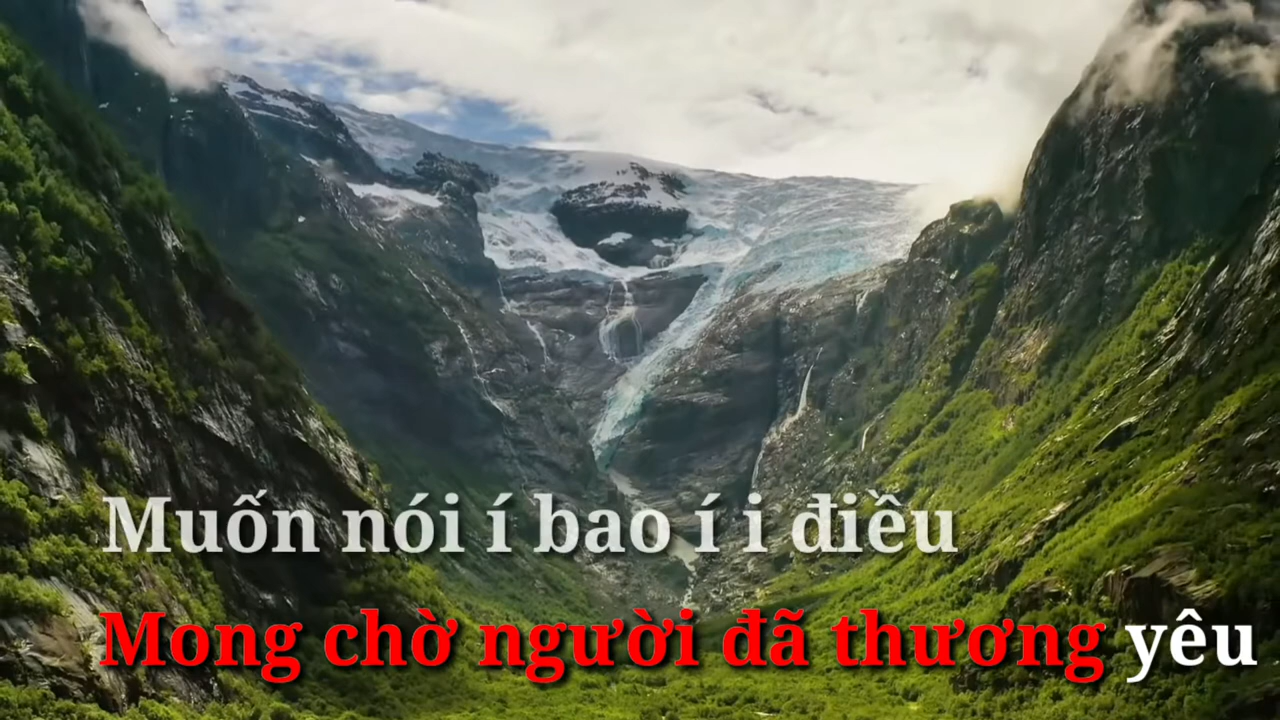 Muốn nói í bao í i điều
Mong chờ người đã thương yêu